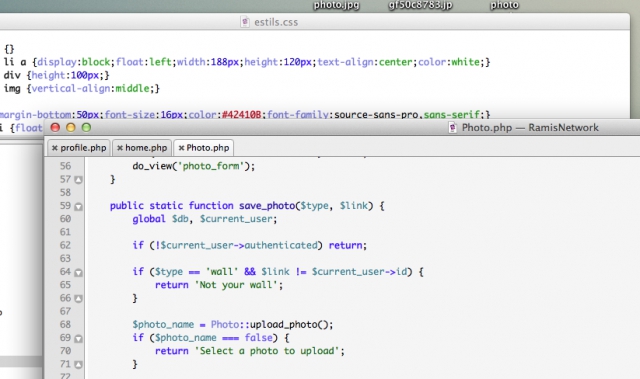 photo.jpg gf50c8783.jp photo
estils.css
{}
li a {display:block;float:left;width:188px;height:120px;text-align:center;color:white;}
div {height:100px;}
img {vertical-align:middle;}
margin-bottom:50px;font-size:16px;color:#42410B;font-family:source-sans-pro,sans-serif;}
i {float
Photo.php — RamisNetwork
profile.php home.php Photo.php
56 do_view('photo_form');
57 }
58
59 public static function save_photo($type, $link) {
60 global $db, $current_user;
61
62 if (!$current_user->authenticated) return;
63
64 if ($type == 'wall' && $link != $current_user->id) {
65 return 'Not your wall';
66 }
67
68 $photo_name = Photo::upload_photo();
69 if ($photo_name === false) {
70 return 'Select a photo to upload';
71 }
72